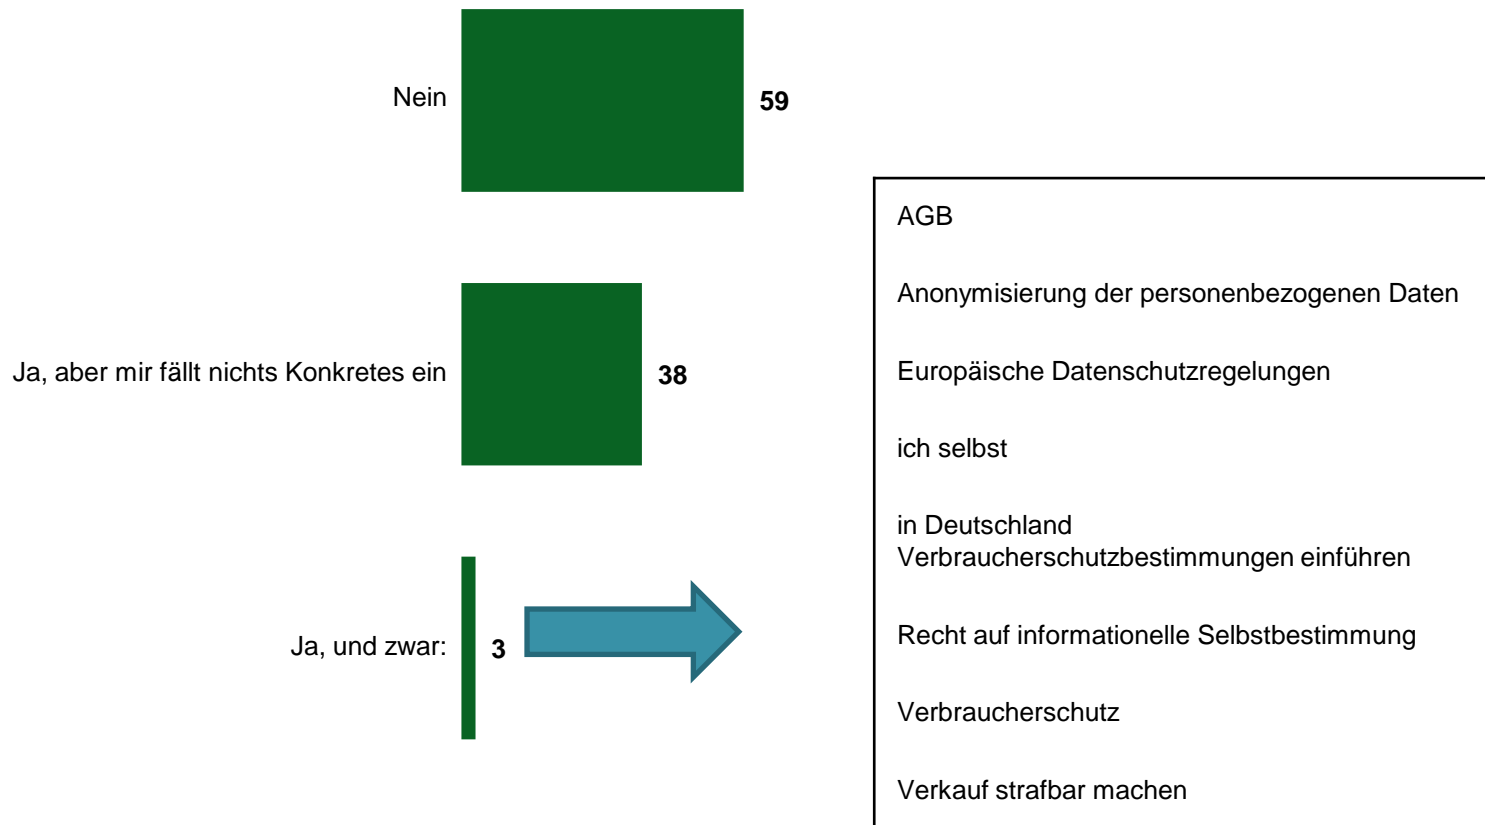 Nein
59
Ja, aber mir fällt nichts Konkretes ein
38
Ja, und zwar:
3
AGB
Anonymisierung der personenbezogenen Daten
Europäische Datenschutzregelungen
ich selbst
in Deutschland
Verbraucherschutzbestimmungen einführen
Recht auf informationelle Selbstbestimmung
Verbraucherschutz
Verkauf strafbar machen